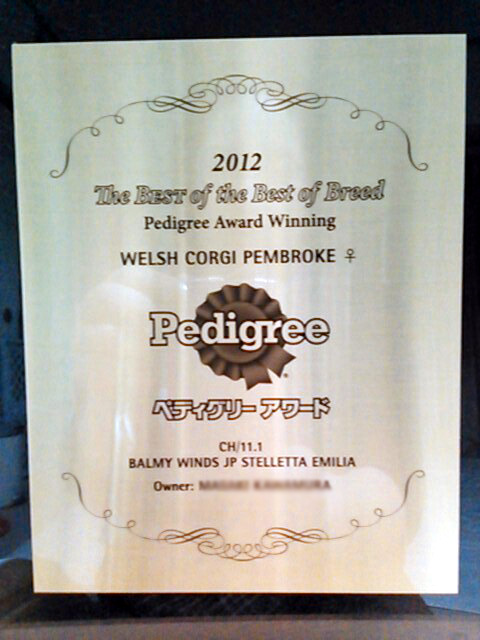 2012
The BEST of the Best of Breed
Pedigree Award Winning
WELSH CORGI PEMBROKE ♀
Pedigree
ペディグリー アワード
CH/11.1
BALMY WINDS JP STELLETTA EMILIA
Owner: